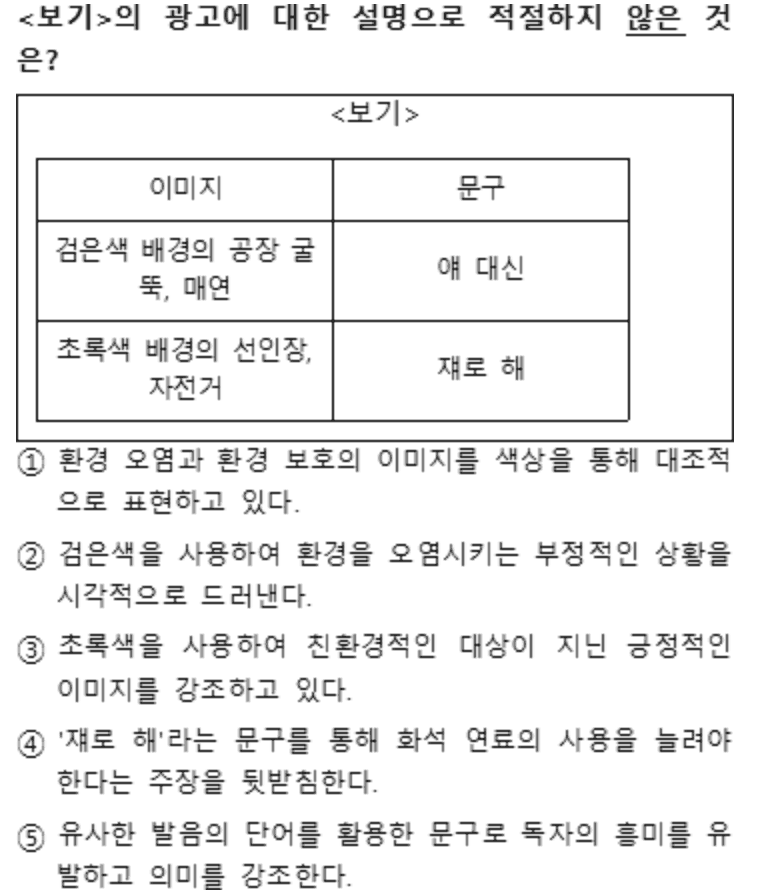 <보기>의 광고에 대한 설명으로 적절하지 않은 것
은?
<보기>
이미지 문구
검은색 배경의 공장 굴
뚝, 매연
얘 대신
초록색 배경의 선인장,
자전거
쟤로 해
① 환경 오염과 환경 보호의 이미지를 색상을 통해 대조적
으로 표현하고 있다.
② 검은색을 사용하여 환경을 오염시키는 부정적인 상황을
시각적으로 드러낸다.
③ 초록색을 사용하여 친환경적인 대상이 지닌 긍정적인
이미지를 강조하고 있다.
④ '쟤로 해'라는 문구를 통해 화석 연료의 사용을 늘려야
한다는 주장을 뒷받침한다.
⑤ 유사한 발음의 단어를 활용한 문구로 독자의 흥미를 유
발하고 의미를 강조한다.